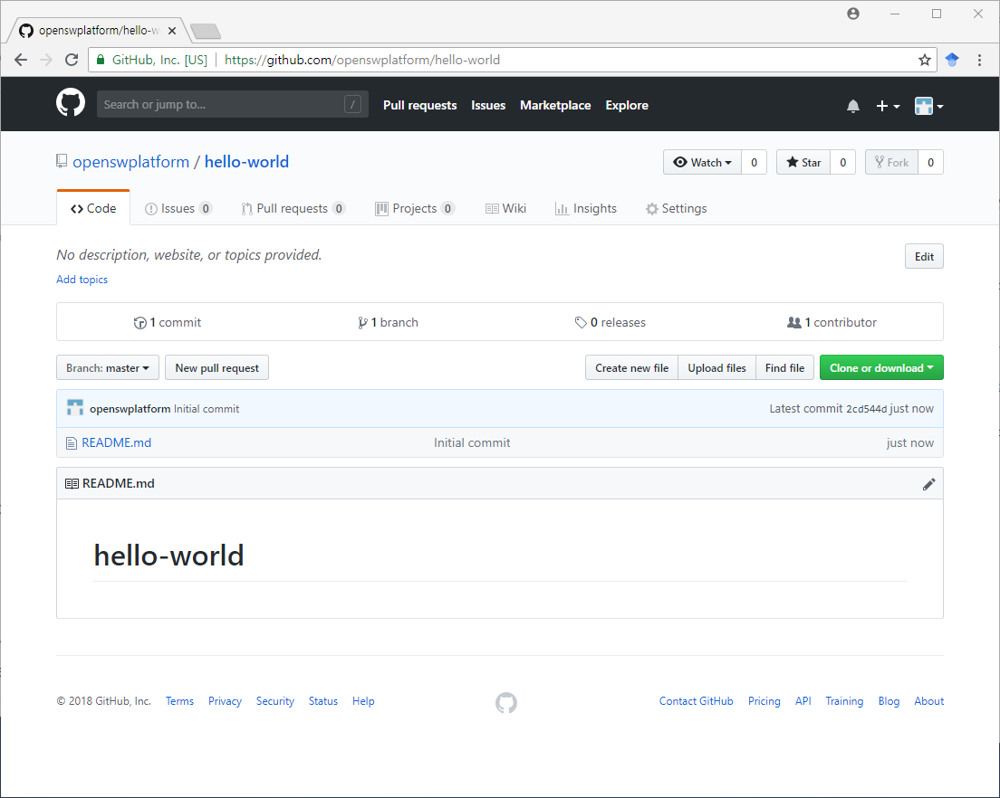 openswplatform/hello-w
GitHub, Inc. [US] | https://github.com/openswplatform/hello-world
Search or jump to... / Pull requests Issues Marketplace Explore
openswplatform / hello-world Watch 0 Star 0 Fork 0
Code Issues 0 Pull requests 0 Projects 0 Wiki Insights Settings
No description, website, or topics provided. Edit
Add topics
1 commit 1 branch 0 releases 1 contributor
Branch: master New pull request Create new file Upload files Find file Clone or download
openswplatform Initial commit Latest commit 2cd544d just now
README.md Initial commit just now
README.md
hello-world
© 2018 GitHub, Inc. Terms Privacy Security Status Help Contact GitHub Pricing API Training Blog About